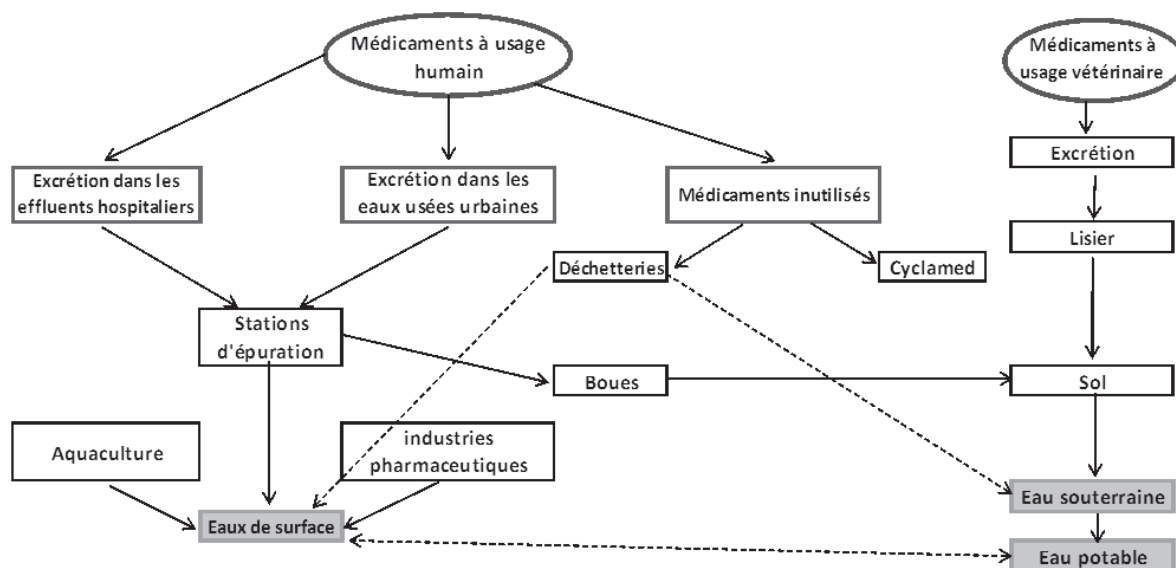 Médicaments à usage
humain
Médicaments à
usage vétérinaire
Excrétion
Excrétion dans les
effluents hospitaliers
Excrétion dans les
eaux usées urbaines
Médicaments inutilisés
Lisier
Déchetteries
Cyclamed
Stations
d'épuration
Boues
Sol
Aquaculture
industries
pharmaceutiques
Eau souterraine
Eaux de surface
Eau potable